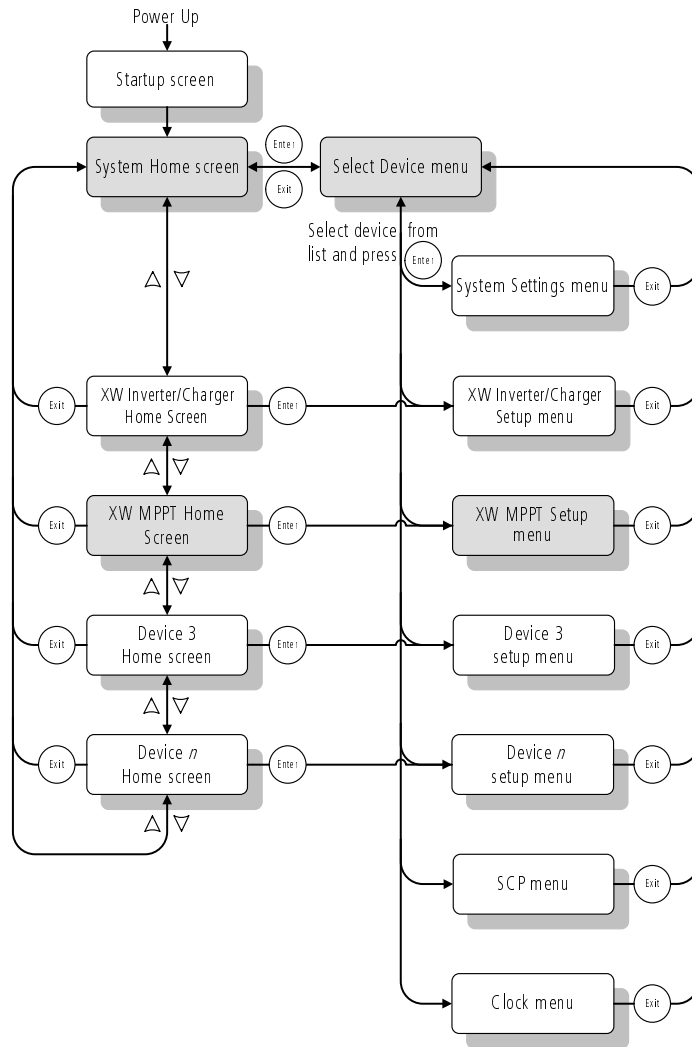 Power Up
Startup screen
System Home screen
Enter
Exit
Select Device menu
Select device from
list and press
Enter
System Settings menu
Exit
Exit
XW Inverter/Charger
Home Screen
Enter
XW Inverter/Charger
Setup menu
Exit
Exit
XW MPPT Home
Screen
Enter
XW MPPT Setup
menu
Exit
Exit
Device 3
Home screen
Enter
Device 3
setup menu
Exit
Exit
Device n
Home screen
Enter
Device n
setup menu
Exit
SCP menu
Exit
Clock menu
Exit